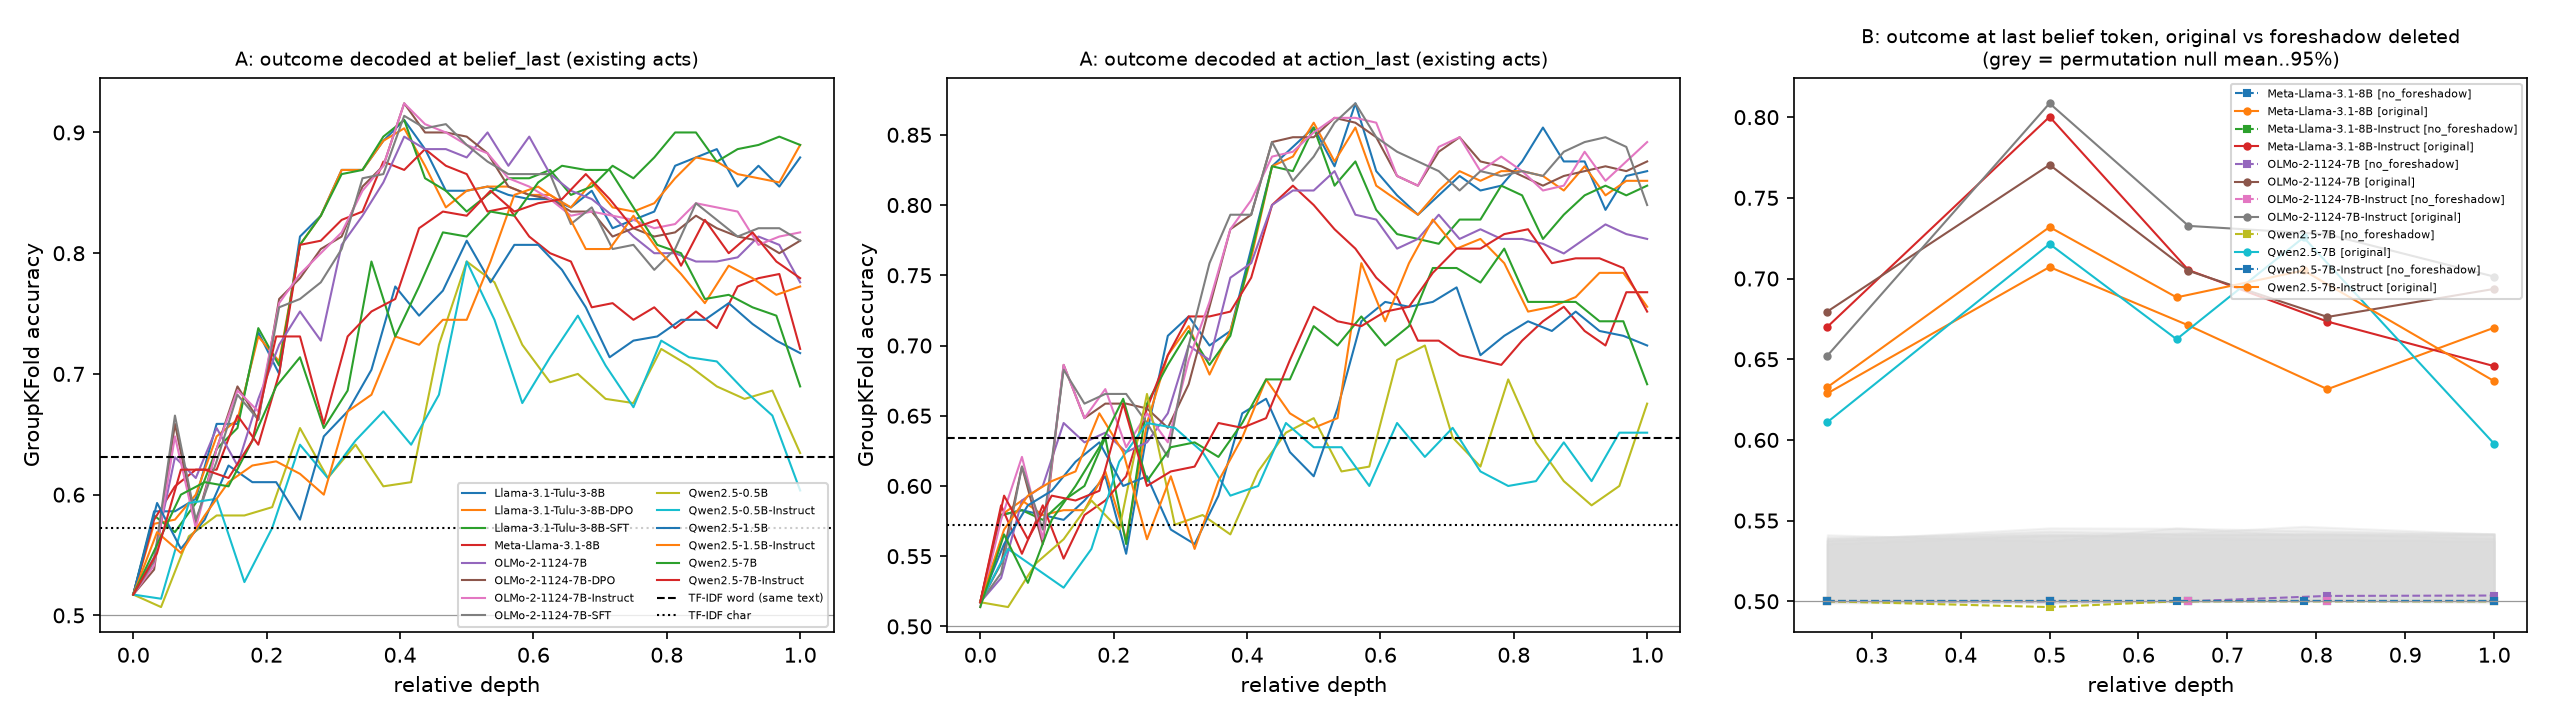 A: outcome decoded at belief_last (existing acts)
GroupKFold accuracy
0.9
0.8
0.7
0.6
0.5
0.0
0.2
0.4
0.6
0.8
1.0
relative depth
Llama-3.1-Tulu-3-8B
Llama-3.1-Tulu-3-8B-DPO
Llama-3.1-Tulu-3-8B-SFT
Meta-Llama-3.1-8B
OLMo-2-1124-7B
OLMo-2-1124-7B-DPO
OLMo-2-1124-7B-Instruct
OLMo-2-1124-7B-SFT
Qwen2.5-0.5B
Qwen2.5-0.5B-Instruct
Qwen2.5-1.5B
Qwen2.5-1.5B-Instruct
Qwen2.5-7B
Qwen2.5-7B-Instruct
TF-IDF word (same text)
TF-IDF char
A: outcome decoded at action_last (existing acts)
GroupKFold accuracy
0.85
0.80
0.75
0.70
0.65
0.60
0.55
0.50
0.0
0.2
0.4
0.6
0.8
1.0
relative depth
B: outcome at last belief token, original vs foreshadow deleted
(grey = permutation null mean..95%)
0.80
0.75
0.70
0.65
0.60
0.55
0.50
0.3
0.4
0.5
0.6
0.7
0.8
0.9
1.0
relative depth
Meta-Llama-3.1-8B [no_foreshadow]
Meta-Llama-3.1-8B [original]
Meta-Llama-3.1-8B-Instruct [no_foreshadow]
Meta-Llama-3.1-8B-Instruct [original]
OLMo-2-1124-7B [no_foreshadow]
OLMo-2-1124-7B [original]
OLMo-2-1124-7B-Instruct [no_foreshadow]
OLMo-2-1124-7B-Instruct [original]
Qwen2.5-7B [no_foreshadow]
Qwen2.5-7B [original]
Qwen2.5-7B-Instruct [no_foreshadow]
Qwen2.5-7B-Instruct [original]